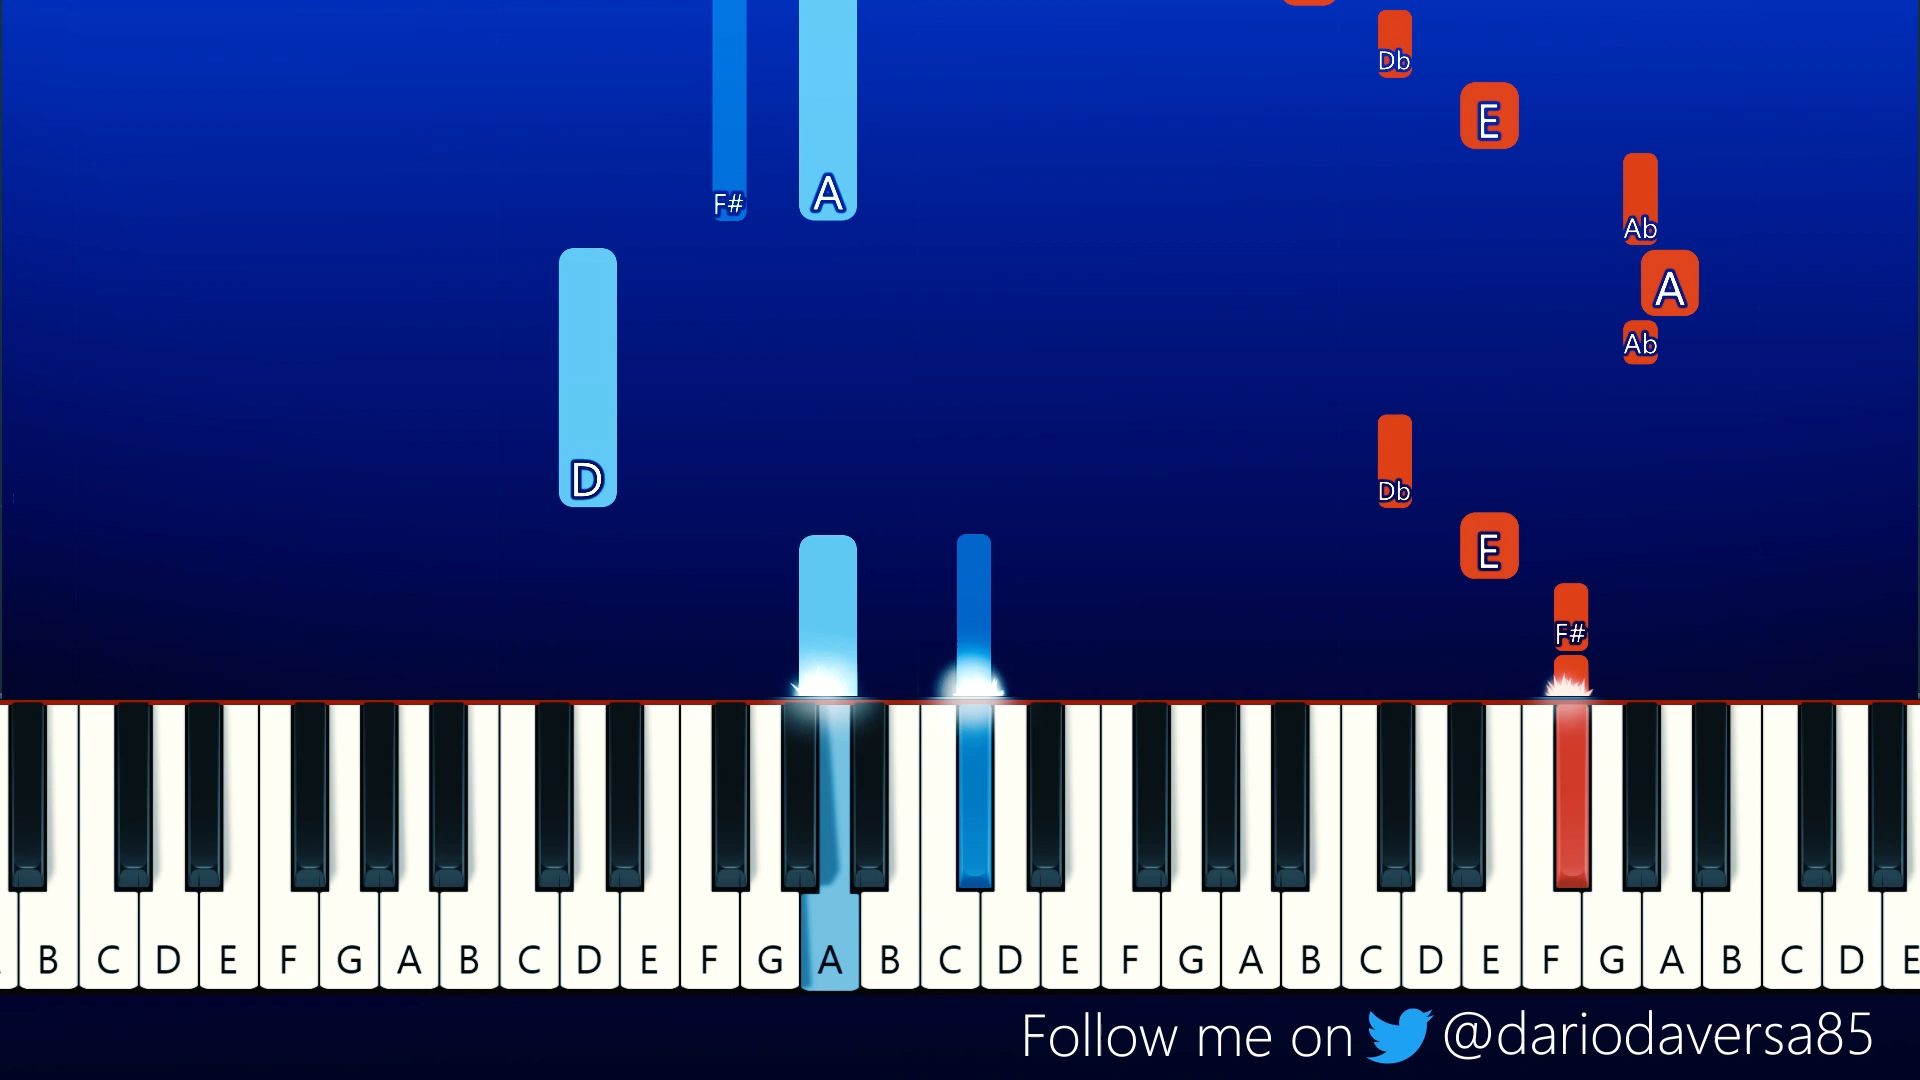 Db
E
F# A
Ab
A
Ab
D
Db
E
F#
B C D E F G A B C D E F G A B C D E F G A B C D E F G A B C D E
Follow me on @dariodaversa85